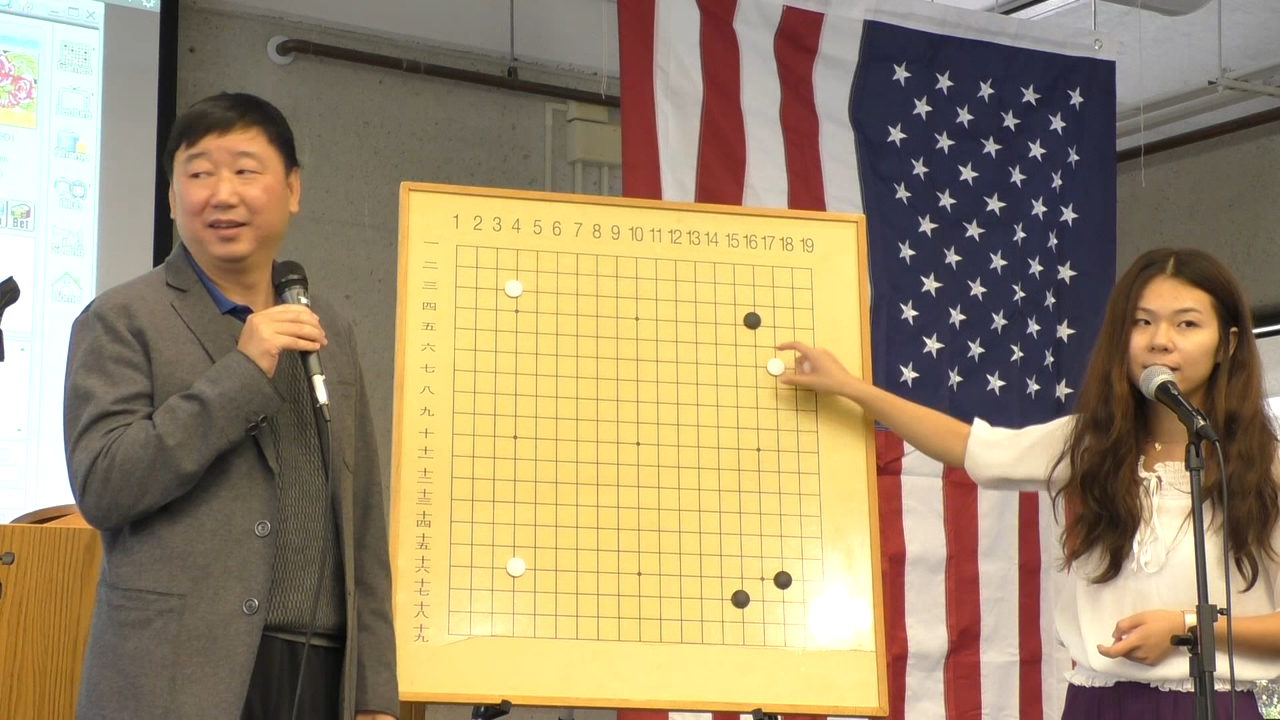 1 2 3 4 5 6 7 8 9 10 11 12 13 14 15 16 17 18 19
一
二
三
四
五
六
七
八
九
十
十一
十二
十三
十四
十五
十六
十七
十八
十九